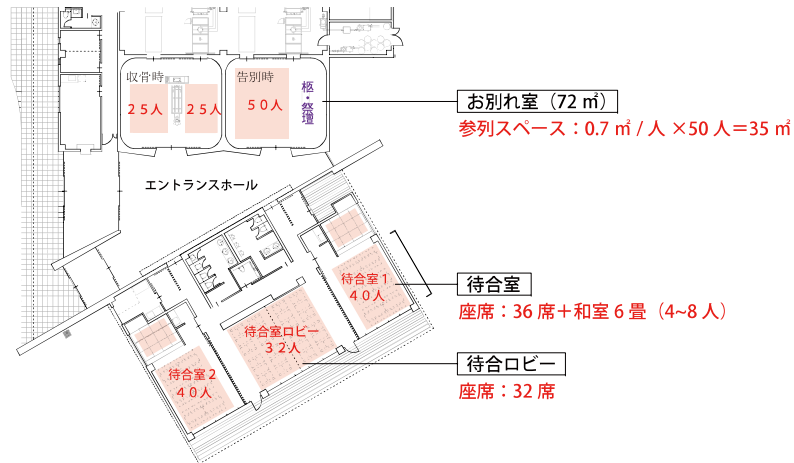 収骨時
２５人
２５人
告別時
５０人
柩・祭壇
お別れ室（72 ㎡）
参列スペース：0.7 ㎡ / 人 ×50 人＝35 ㎡
エントランスホール
待合室１
４０人
待合室
座席：36 席＋和室 6 畳（4~8 人）
待合室ロビー
３２人
待合ロビー
座席：32 席
待合室２
４０人